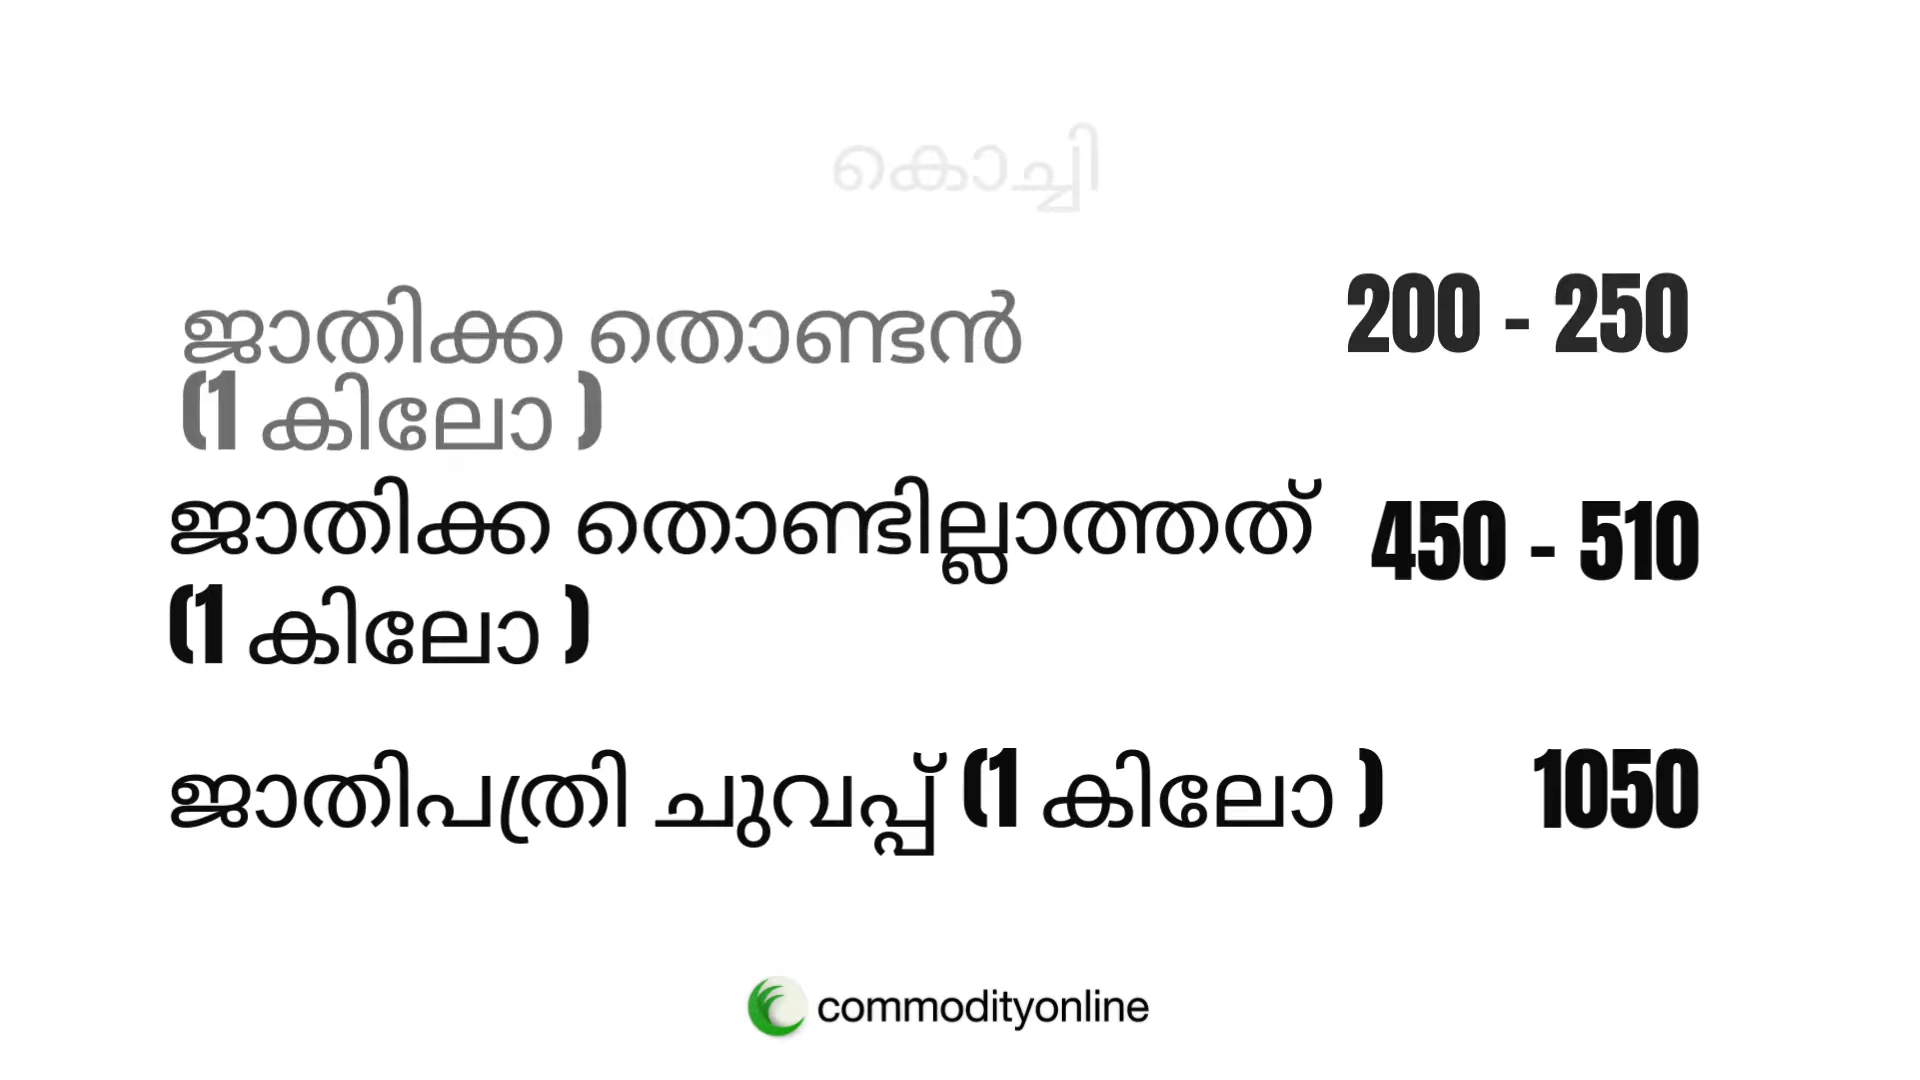 കൊച്ചി
ജാതിക്ക തൊണ്ടൻ 200 - 250
(1 കിലോ )
ജാതിക്ക തൊണ്ടില്ലാത്തത് 450 - 510
(1 കിലോ )
ജാതിപത്രി ചുവപ്പ് (1 കിലോ ) 1050
commodityonline